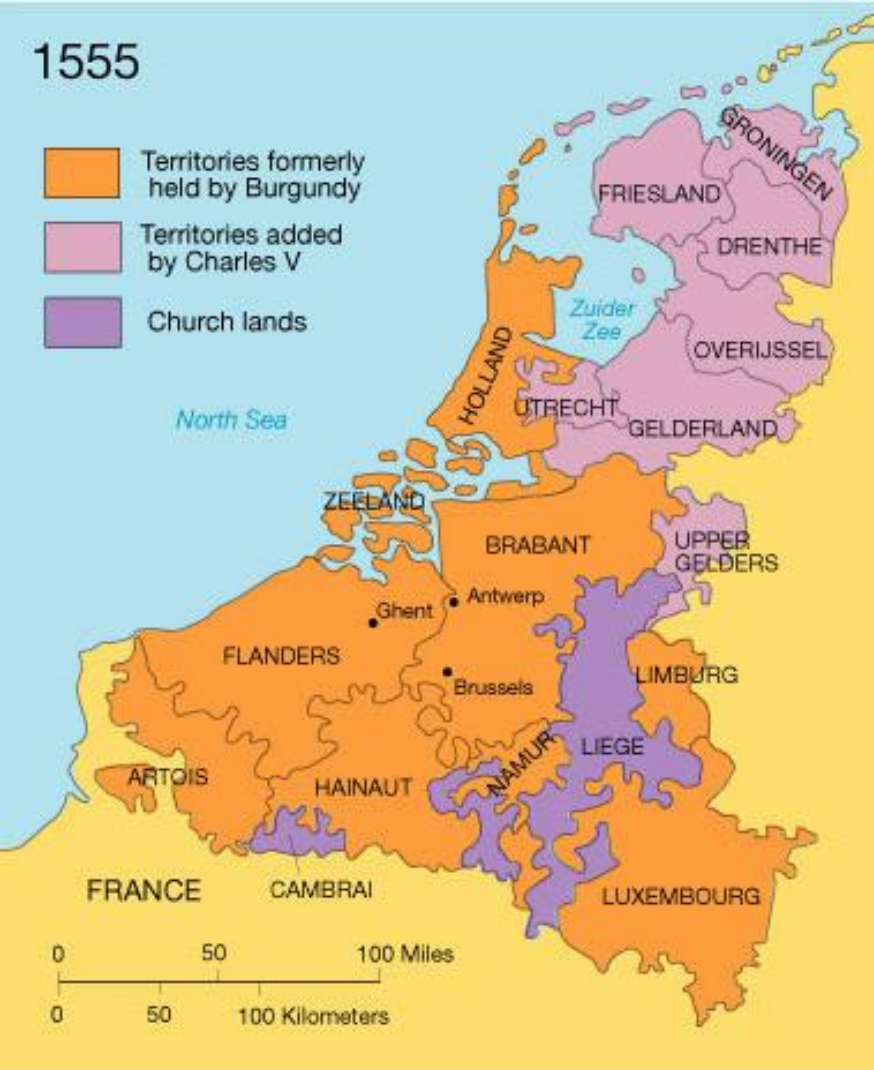 1555
Territories formerly
held by Burgundy
Territories added
by Charles V
Church lands
GRONINGEN
FRIESLAND
DRENTHE
Zuider
Zee
OVERIJSSEL
HOLLAND
UTRECHT
GELDERLAND
North Sea
ZEELAND
BRABANT
UPPER
GELDERS
Antwerp
Ghent
FLANDERS
LIMBURG
Brussels
LIEGE
NAMUR
ARTOIS
HAINAUT
FRANCE
CAMBRAI
LUXEMBOURG
0 50 100 Miles
0 50 100 Kilometers